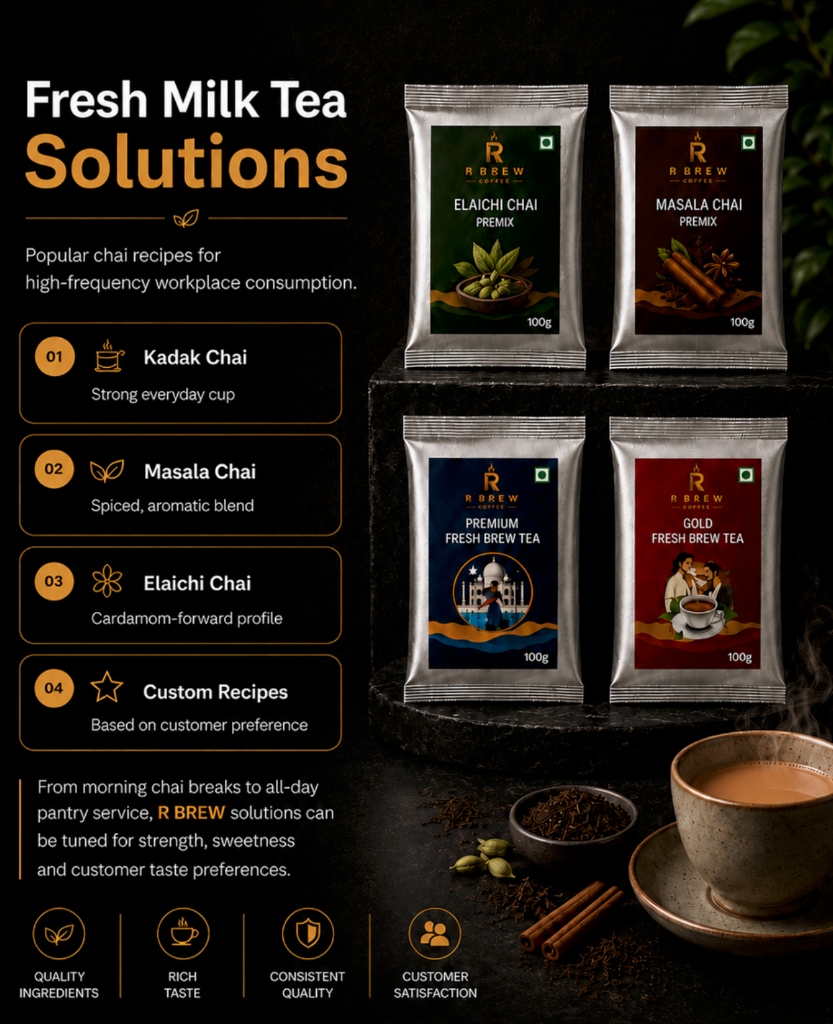 Fresh Milk Tea
Solutions
Popular chai recipes for
high-frequency workplace consumption.
01
Kadak Chai
Strong everyday cup
02
Masala Chai
Spiced, aromatic blend
03
Elaichi Chai
Cardamom-forward profile
04
Custom Recipes
Based on customer preference
From morning chai breaks to all-day
pantry service, R BREW solutions can
be tuned for strength, sweetness
and customer taste preferences.
QUALITY
INGREDIENTS
RICH
TASTE
CONSISTENT
QUALITY
CUSTOMER
SATISFACTION
R
R BREW
COFFEE
ELAICHI CHAI
PREMIX
100g
R
R BREW
COFFEE
MASALA CHAI
PREMIX
100g
R
R BREW
COFFEE
PREMIUM
FRESH BREW TEA
100g
R
R BREW
COFFEE
GOLD
FRESH BREW TEA
100g